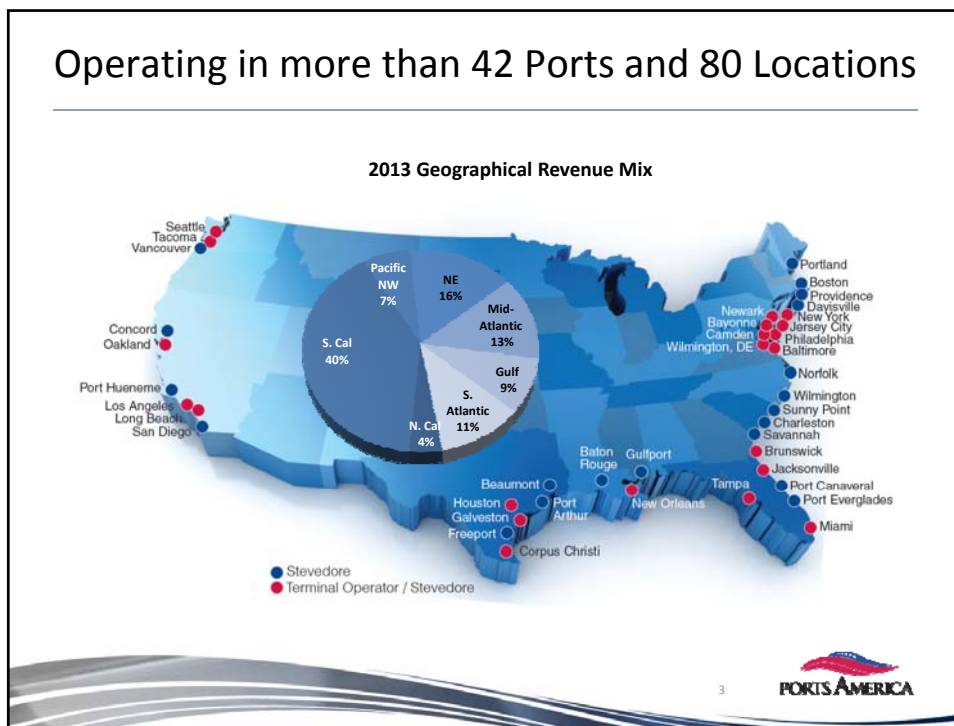 Operating in more than 42 Ports and 80 Locations
2013 Geographical Revenue Mix
Seattle
Tacoma
Vancouver
Concord
Oakland
Port Hueneme
Los Angeles
Long Beach
San Diego
Pacific
NW
7%
NE
16%
Mid-
Atlantic
13%
Gulf
9%
S.
Atlantic
11%
N. Cal
4%
S. Cal
40%
Portland
Boston
Providence
Davisville
Newark
New York
Bayonne
Jersey City
Camden
Philadelphia
Wilmington, DE
Baltimore
Norfolk
Wilmington
Sunny Point
Charleston
Savannah
Brunswick
Jacksonville
Port Canaveral
Port Everglades
Miami
Tampa
Baton
Rouge
Gulfport
New Orleans
Beaumont
Port
Arthur
Houston
Galveston
Freeport
Corpus Christi
Stevedore
Terminal Operator / Stevedore
3
PORTS AMERICA